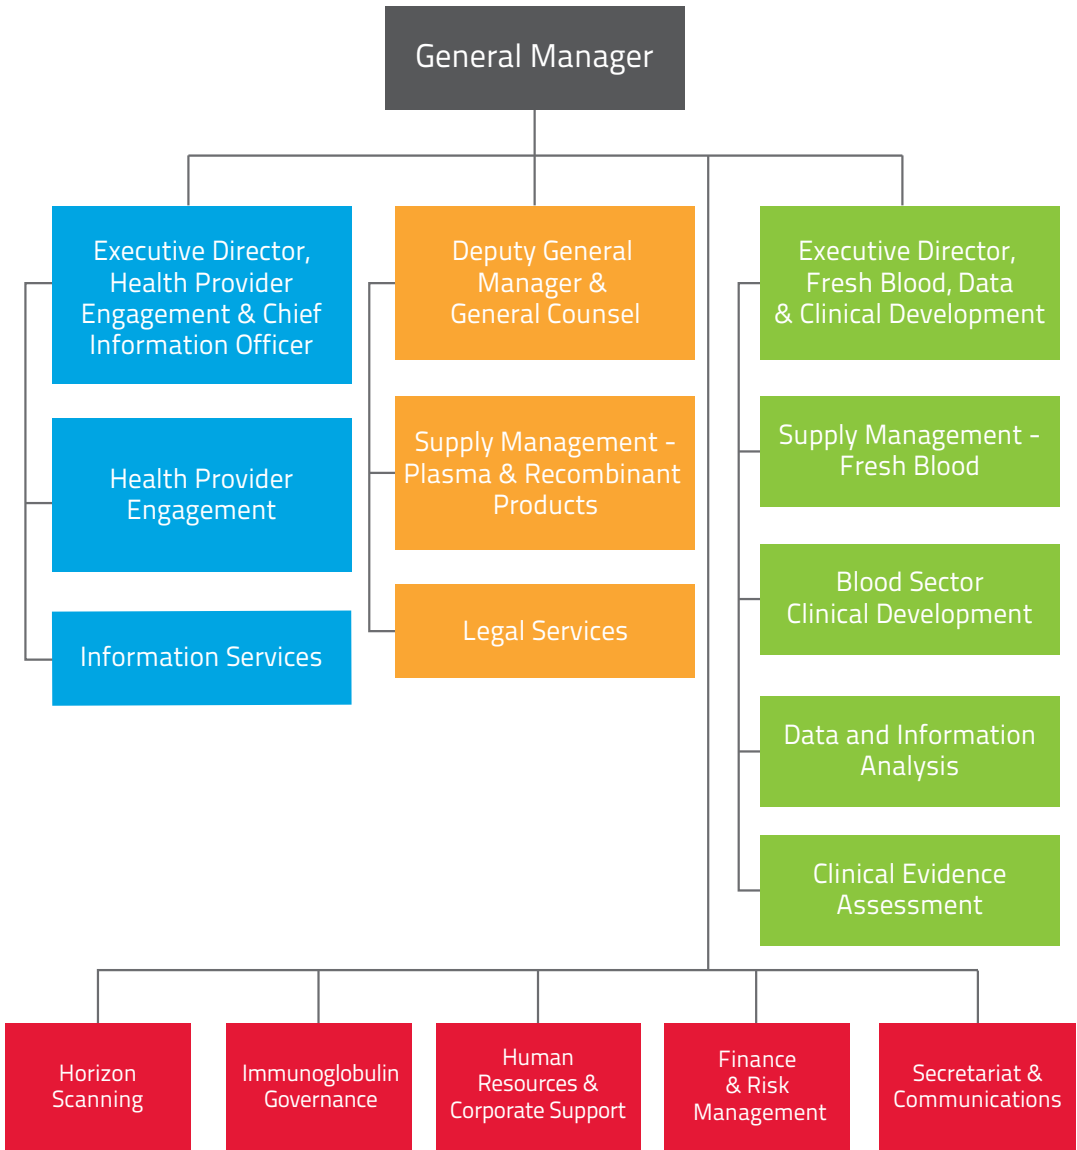 General Manager
Executive Director,
Health Provider
Engagement & Chief
Information Officer
Health Provider
Engagement
Information Services
Deputy General
Manager &
General Counsel
Supply Management -
Plasma & Recombinant
Products
Legal Services
Executive Director,
Fresh Blood, Data
& Clinical Development
Supply Management -
Fresh Blood
Blood Sector
Clinical Development
Data and Information
Analysis
Clinical Evidence
Assessment
Horizon
Scanning
Immunoglobulin
Governance
Human
Resources &
Corporate Support
Finance
& Risk
Management
Secretariat &
Communications